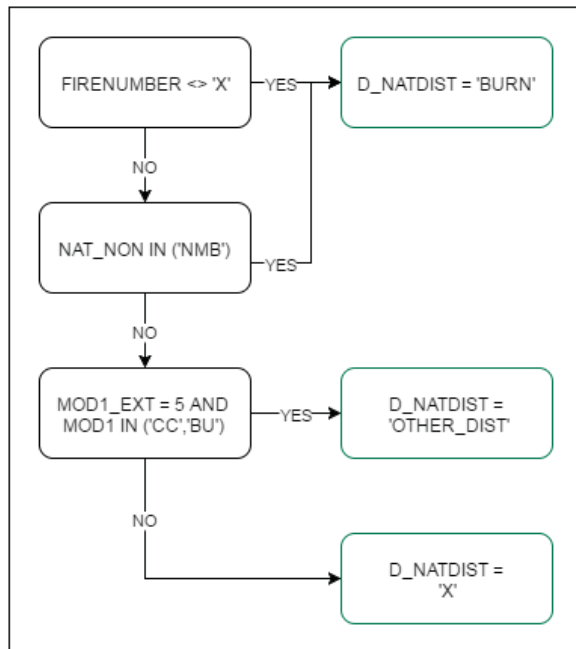 FIRENUMBER <> 'X'
YES
D_NATDIST = 'BURN'
NO
NAT_NON IN ('NMB')
YES
NO
MOD1_EXT = 5 AND
MOD1 IN ('CC','BU')
YES
D_NATDIST =
'OTHER_DIST'
NO
D_NATDIST =
'X'